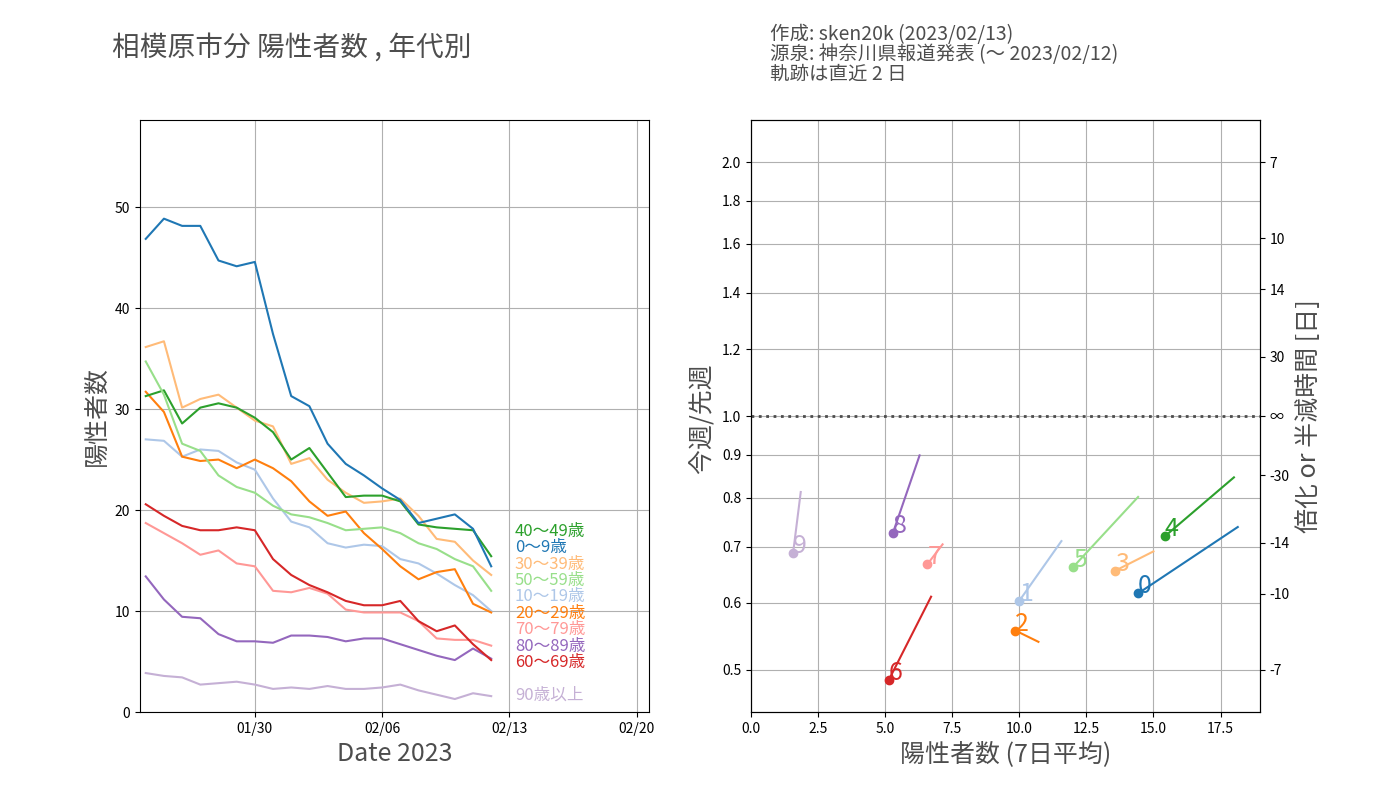 相模原市分 陽性者数 , 年代別
作成: sken20k (2023/02/13)
源泉: 神奈川県報道発表 (〜 2023/02/12)
軌跡は直近 2 日
陽性者数
50
40
30
20
10
0
40〜49歳
0〜9歳
30〜39歳
50〜59歳
10〜19歳
20〜29歳
70〜79歳
80〜89歳
60〜69歳
90歳以上
01/30
02/06
02/13
02/20
Date 2023
今週/先週
2.0
1.8
1.6
1.4
1.2
1.0
0.9
0.8
0.7
0.6
0.5
9
8
7
6
5
4
3
2
1
0
7
10
14
30
∞
-30
-14
-10
-7
倍化 or 半減時間 [日]
0.0
2.5
5.0
7.5
10.0
12.5
15.0
17.5
陽性者数 (7日平均)